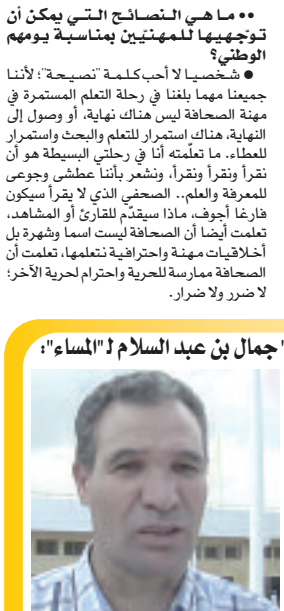 •• ما هي النصائح التي يمكن أن
توجهيها للمهنيّين بمناسبة يومهم
الوطني؟
● شخصيا لا أحب كلمة "نصيحة"؛ لأننا
جميعنا مهما بلغنا في رحلة التعلم المستمرة في
مهنة الصحافة ليس هناك نهاية، أو وصول إلى
النهاية، هناك استمرار للتعلم والبحث واستمرار
للعطاء. ما تعلّمته أنا في رحلتي البسيطة هو أن
نقرأ ونقرأ ونقرأ، ونشعر بأننا عطشى وجوعى
للمعرفة والعلم.. الصحفي الذي لا يقرأ سيكون
فارغا أجوف، ماذا سيقدّم للقارئ أو المشاهد،
تعلمت أيضا أن الصحافة ليست اسما وشهرة بل
أخلاقيات مهنة واحترافية نتعلمها، تعلمت أن
الصحافة ممارسة للحرية واحترام لحرية الآخر؛
لا ضرر ولا ضرار.
جمال بن عبد السلام لـ "المساء":